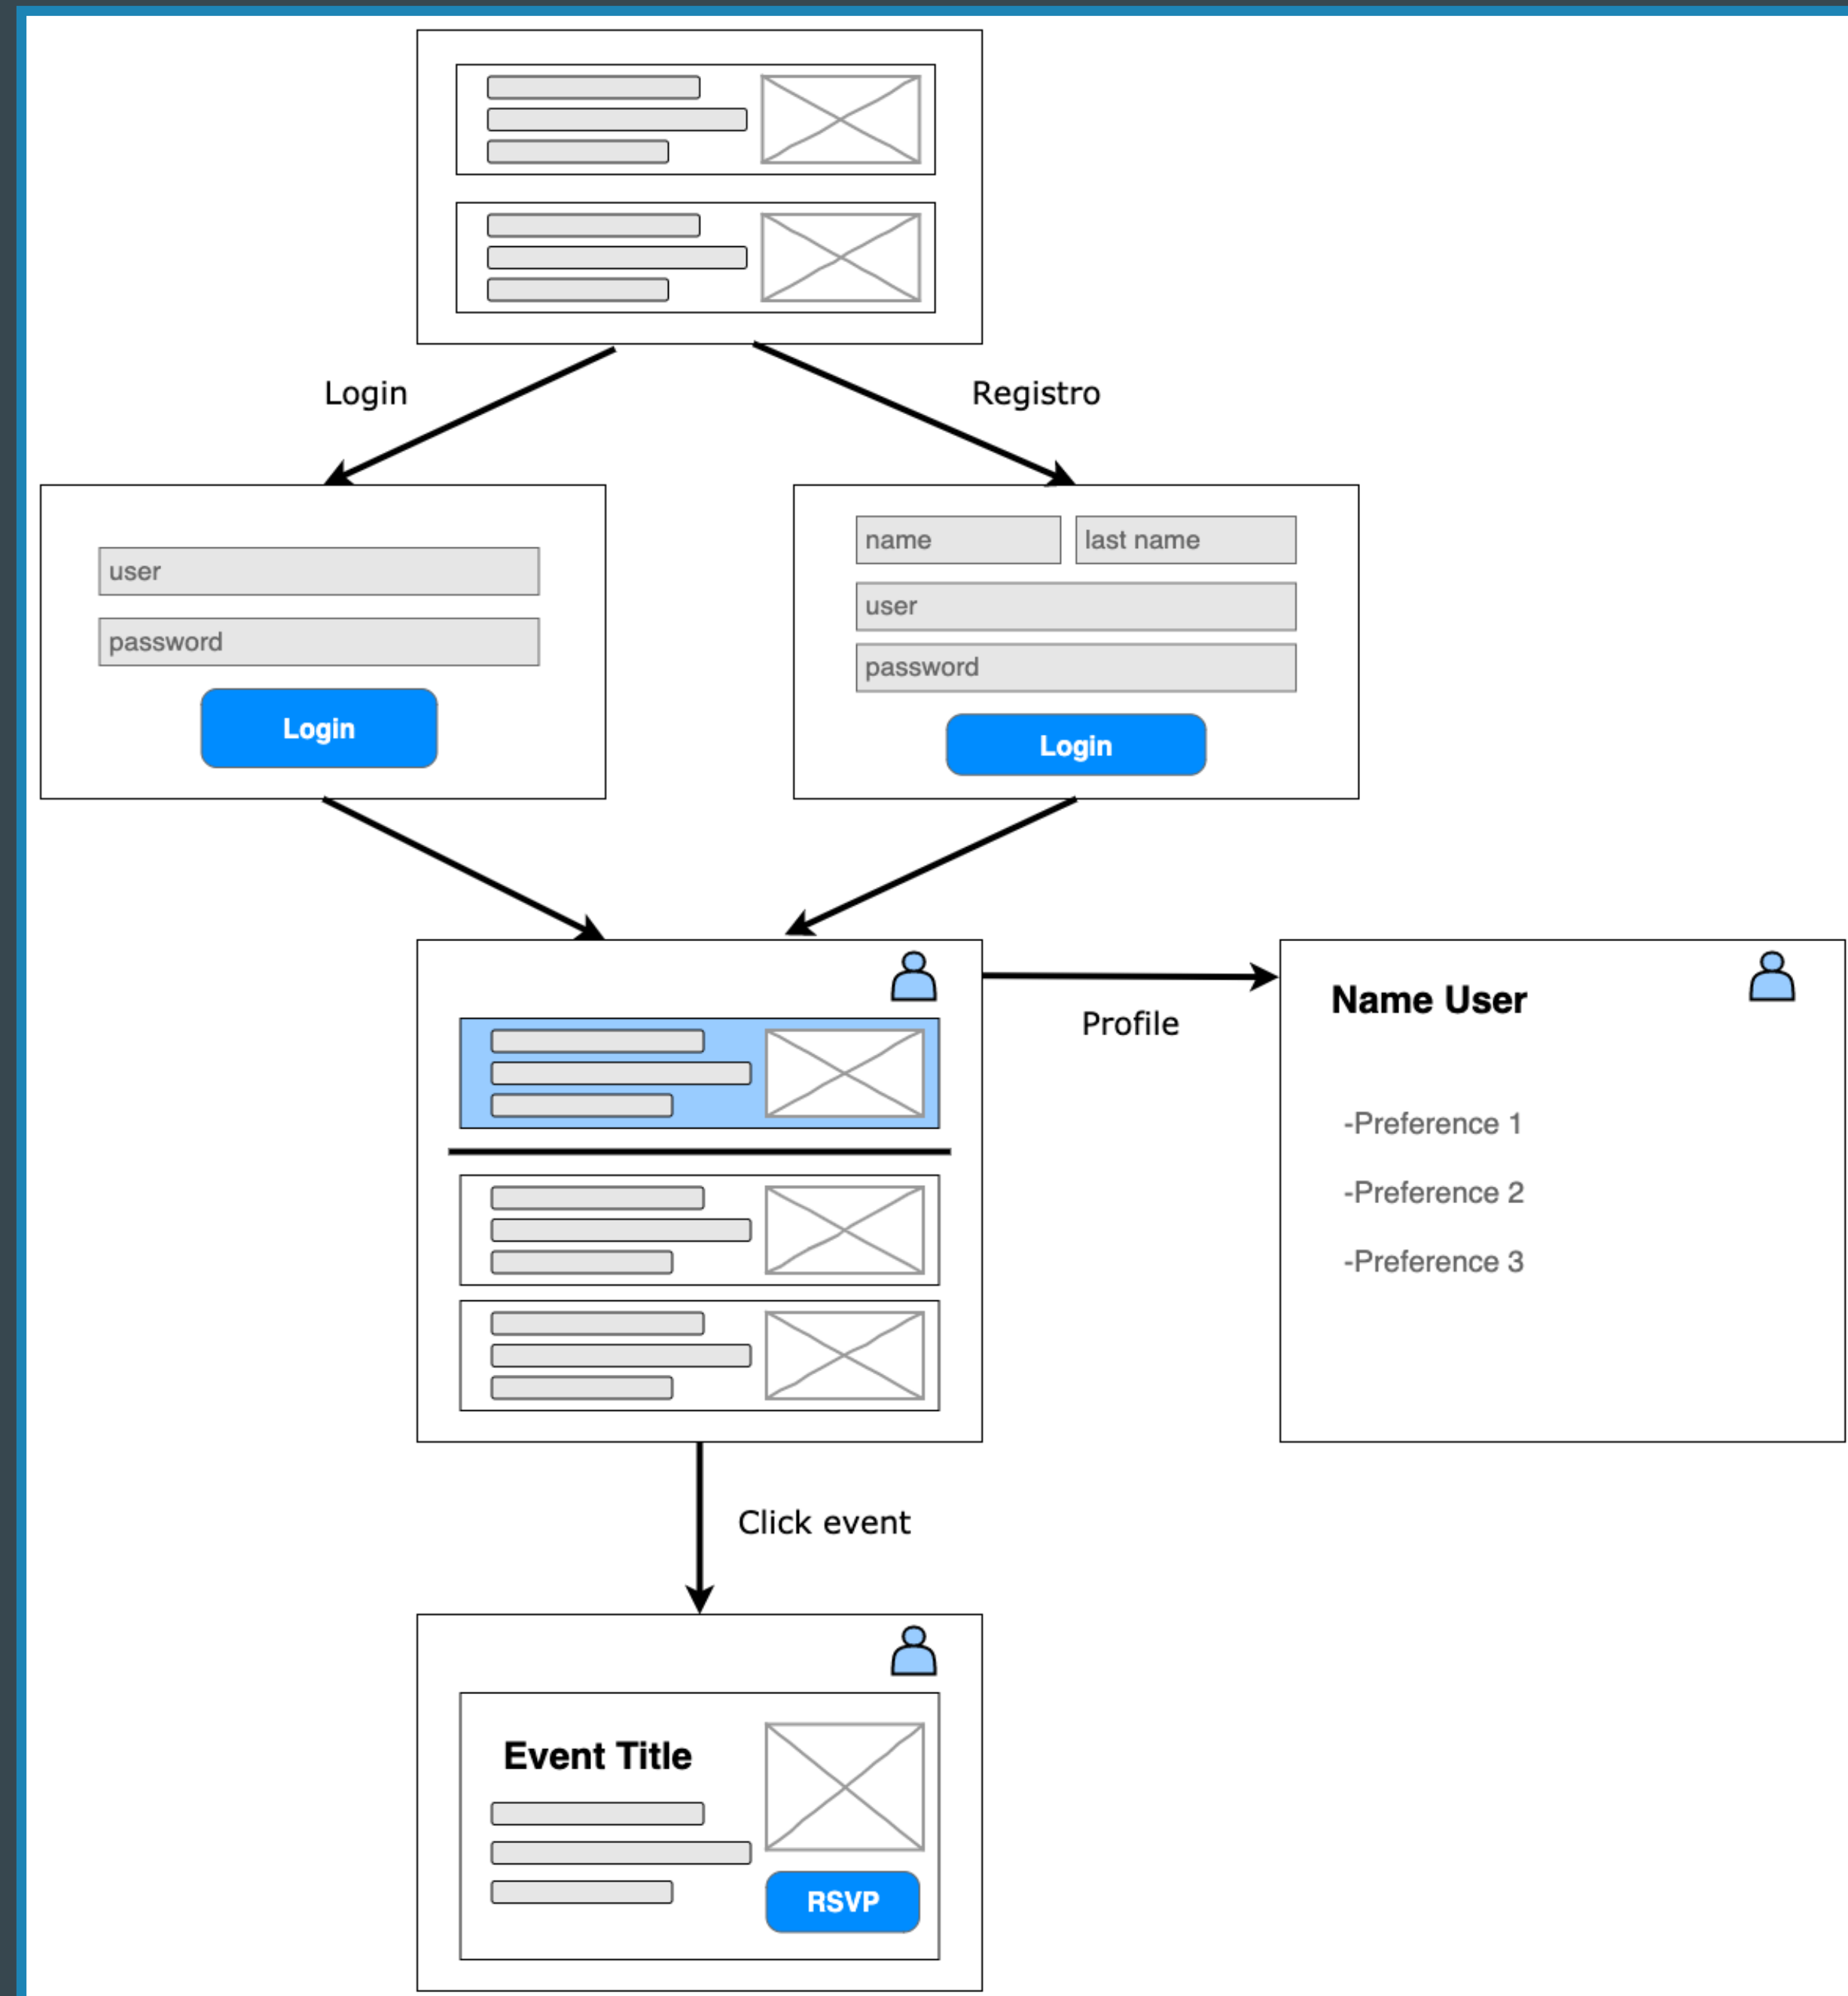 Login
Registro
user
password
Login
name
last name
user
password
Login
Profile
Name User
-Preference 1
-Preference 2
-Preference 3
Click event
Event Title
RSVP